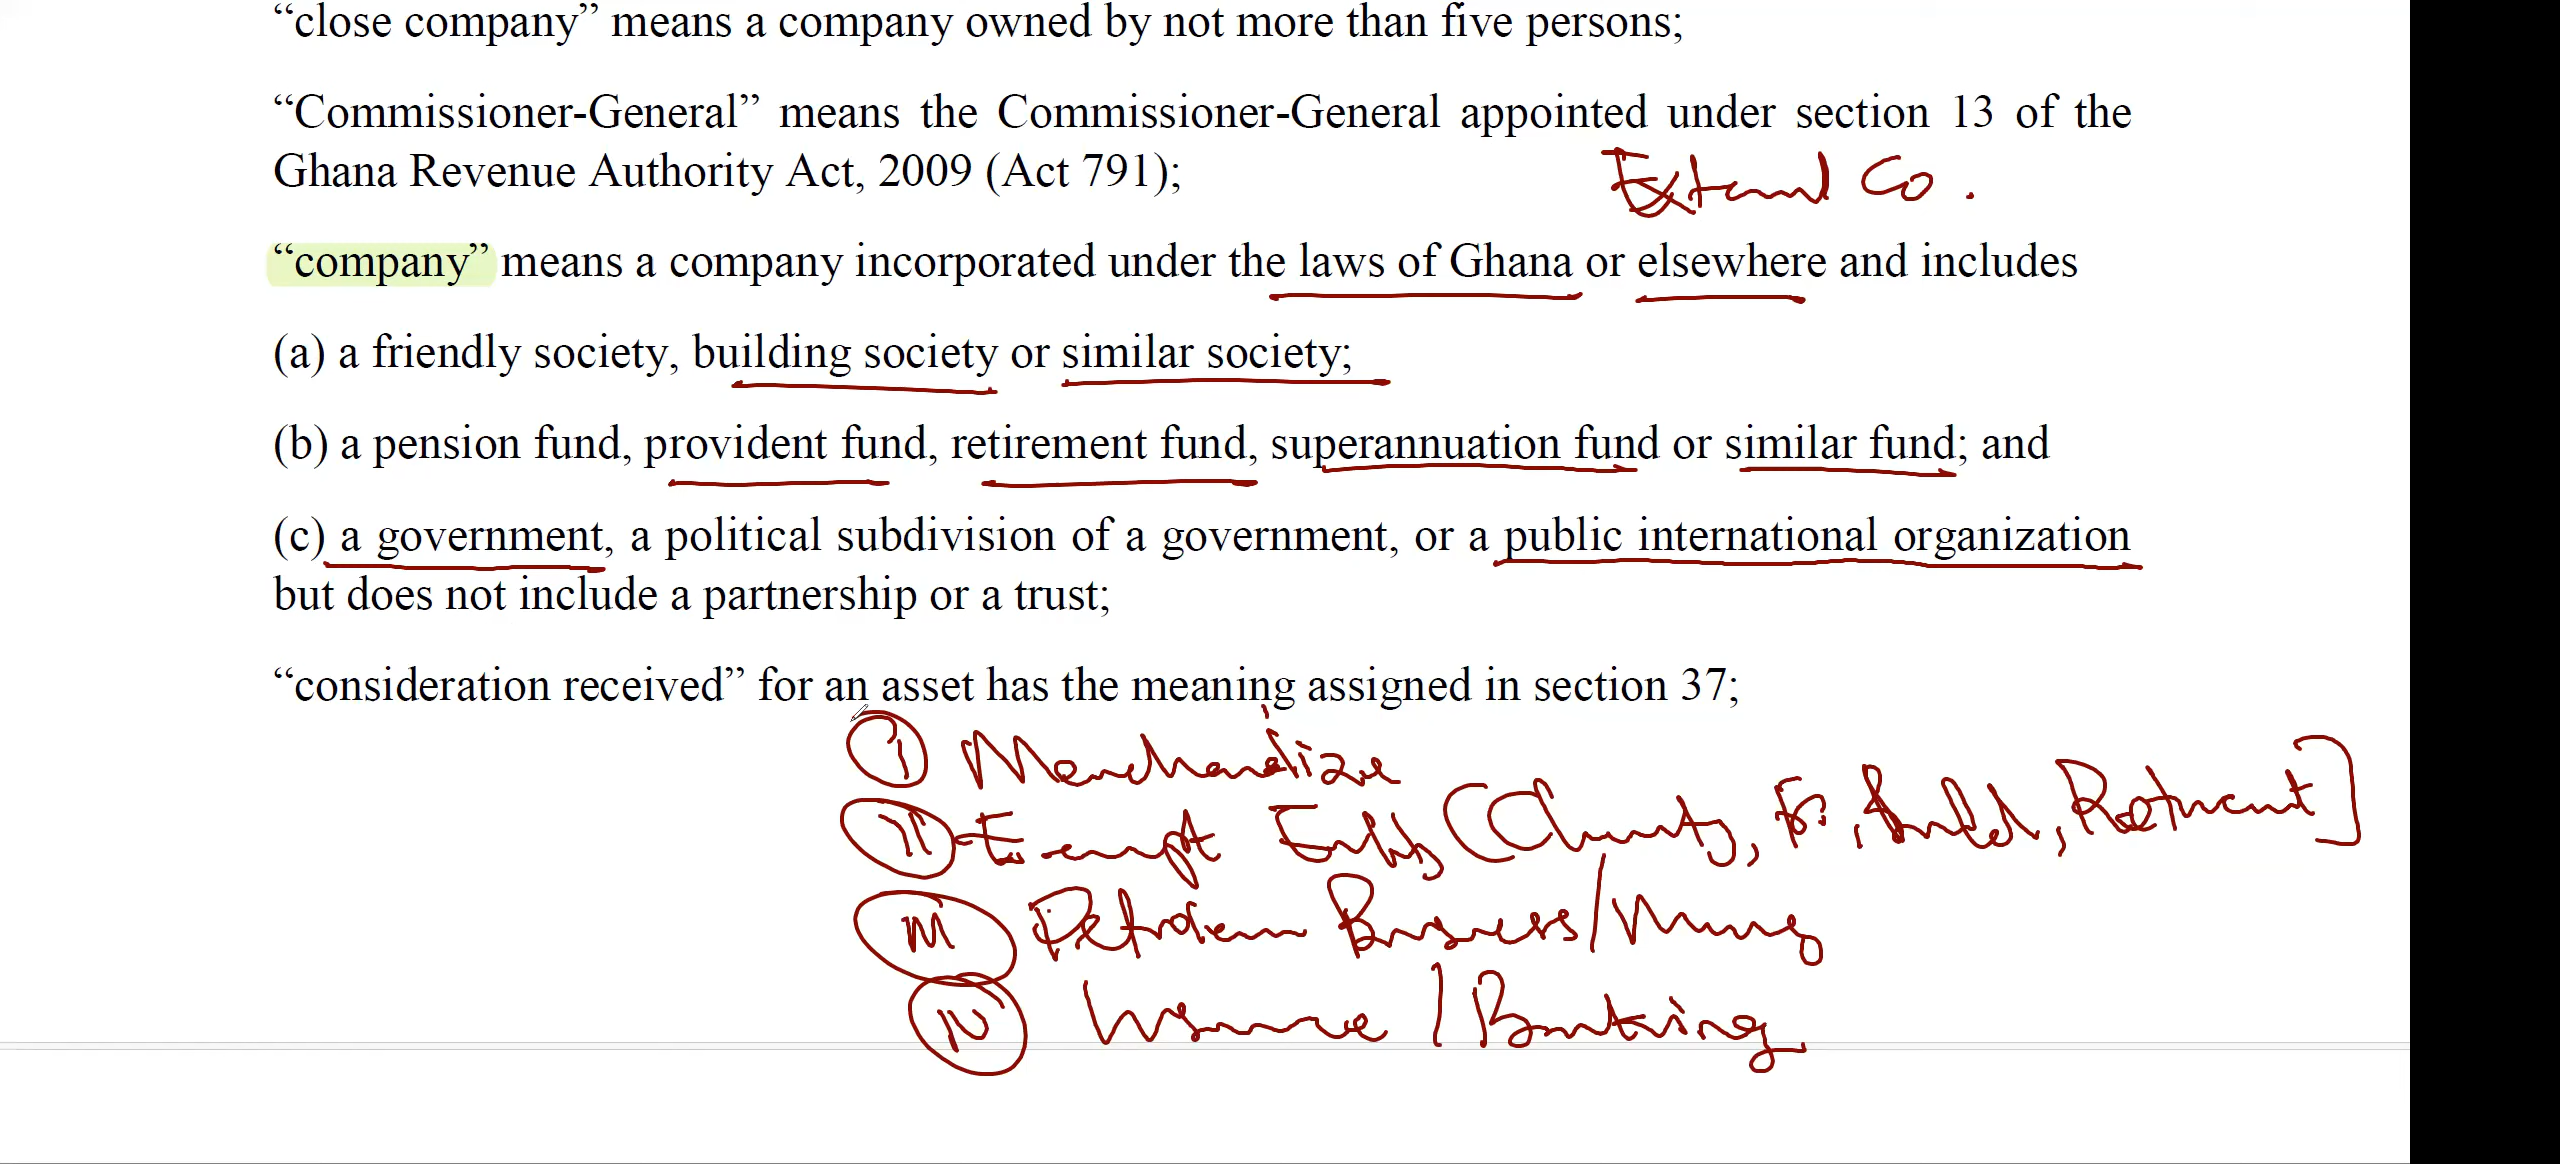 “close company” means a company owned by not more than five persons;
“Commissioner-General” means the Commissioner-General appointed under section 13 of the
Ghana Revenue Authority Act, 2009 (Act 791);
External Co.
“company” means a company incorporated under the laws of Ghana or elsewhere and includes
(a) a friendly society, building society or similar society;
(b) a pension fund, provident fund, retirement fund, superannuation fund or similar fund; and
(c) a government, a political subdivision of a government, or a public international organization
but does not include a partnership or a trust;
“consideration received” for an asset has the meaning assigned in section 37;
I Merchandize
II Exempt Entity (Charity, , Retirement]
III Petroleum Business/Mining
IV Insurance | Banking